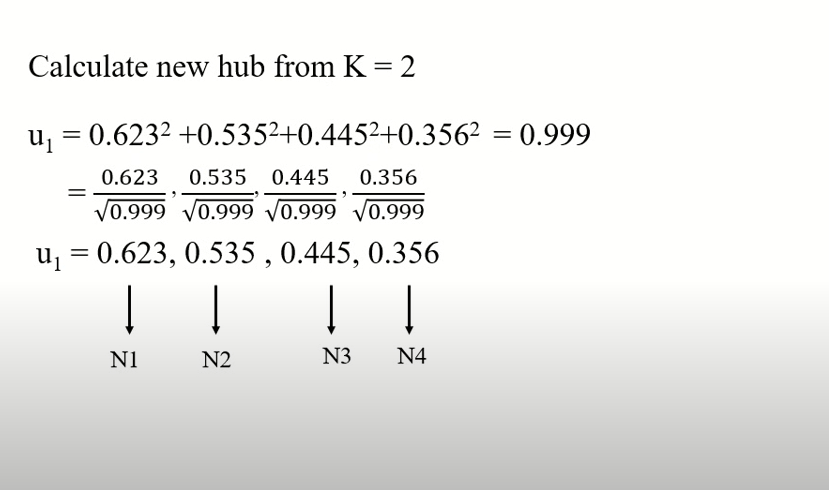 Calculate new hub from K = 2
u₁ = 0.623² +0.535²+0.445²+0.356² = 0.999
= 0.623/√0.999 , 0.535/√0.999 , 0.445/√0.999 , 0.356/√0.999
u₁ = 0.623, 0.535 , 0.445, 0.356
N1 N2 N3 N4